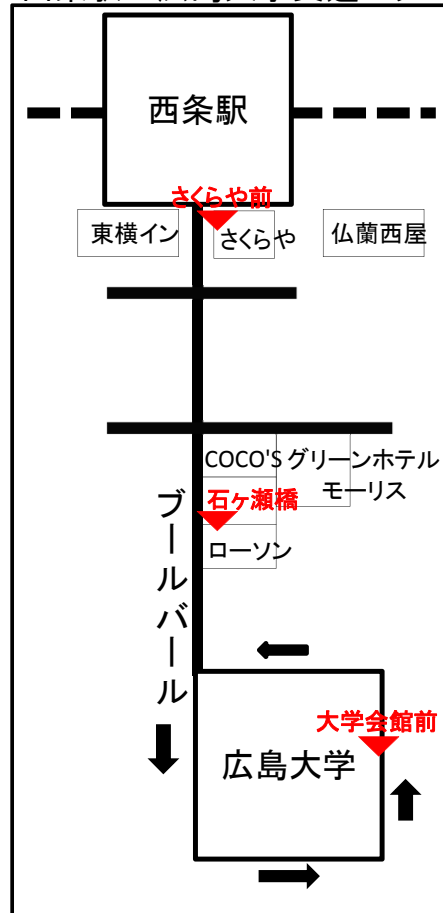 西条駅
さくらや前
東横イン
さくらや
仏蘭西屋
COCO'S
グリーンホテル
モーリス
石ヶ瀬橋
ローソン
ブールバール
大学会館前
広島大学